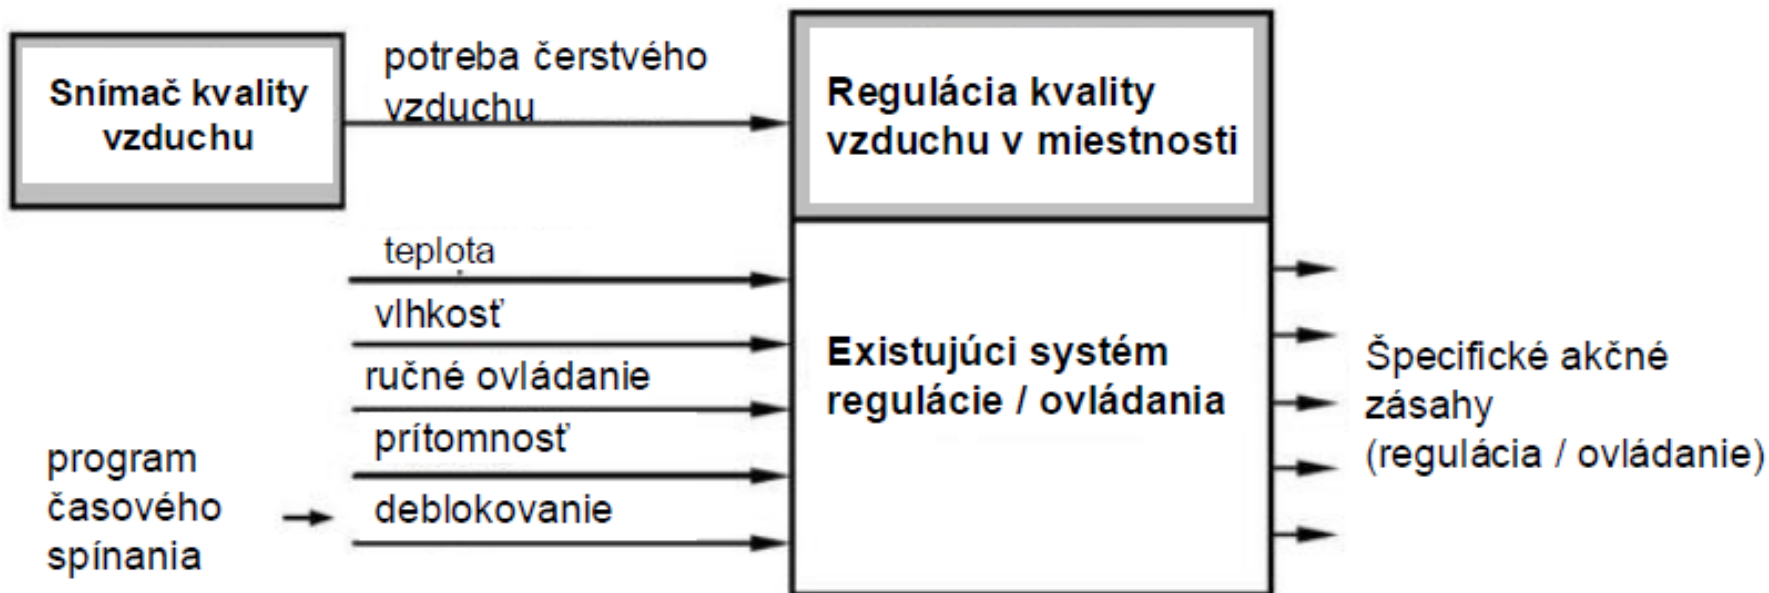 Snímač kvality
vzduchu
potreba čerstvého
vzduchu
Regulácia kvality
vzduchu v miestnosti
teplota
vlhkosť
ručné ovládanie
prítomnosť
deblokovanie
program
časového
spínania
Existujúci systém
regulácie / ovládania
Špecifické akčné
zásahy
(regulácia / ovládanie)